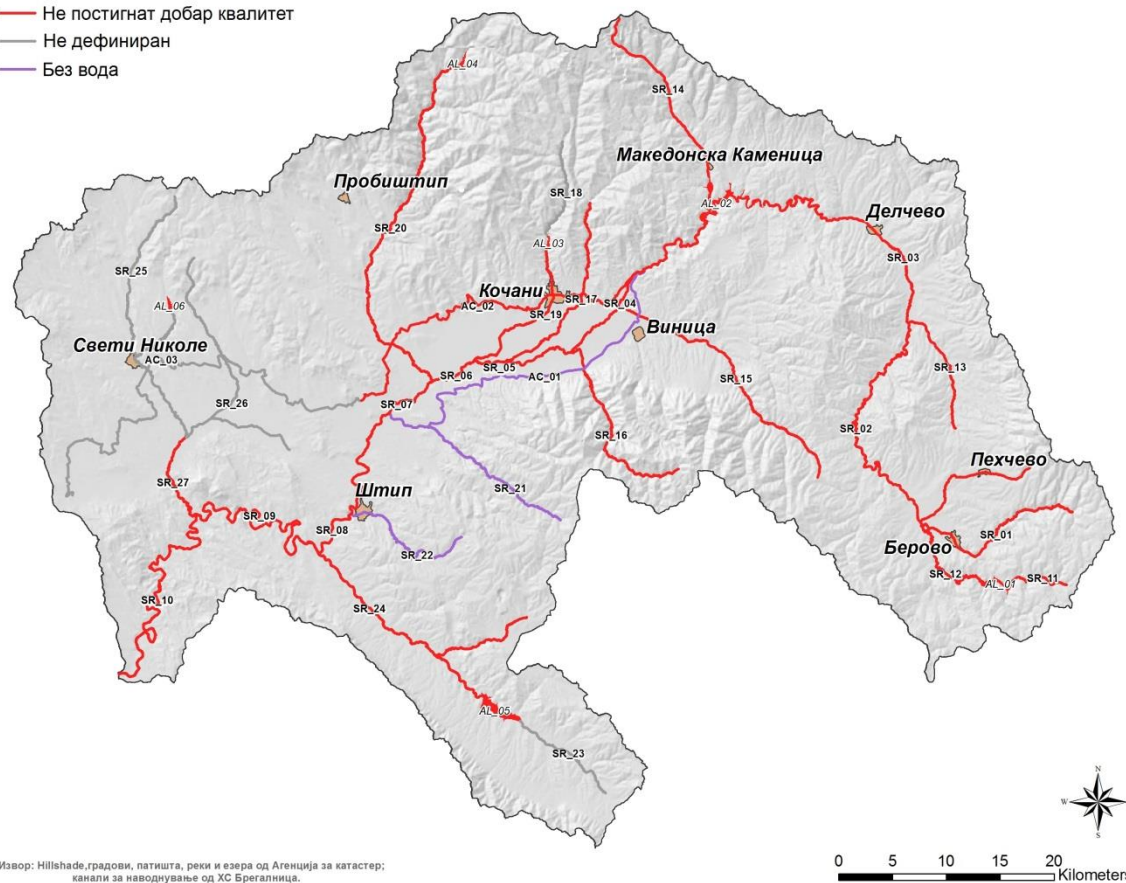 Не постигнат добар квалитет
Не дефиниран
Без вода
AL_04
SR_14
Македонска Каменица
Пробиштип
SR_18
AL_02
Делчево
SR_20
AL_03
SR_03
SR_25
Кочани
SR_17
SR_04
AL_06
AC_02
SR_19
Виница
Свети Николе
AC_03
SR_05
SR_06
AC_01
SR_15
SR_13
SR_26
SR_07
SR_16
SR_02
Пехчево
SR_27
Штип
SR_21
SR_09
SR_08
SR_01
Берово
SR_22
SR_12
AL_01
SR_11
SR_10
SR_24
AL_05
SR_23
N
W
E
S
Извор: Hillshade,градови, патишта, реки и езера од Агенција за катастер;
канали за наводнување од ХС Брегалница.
0 5 10 15 20
Kilometers